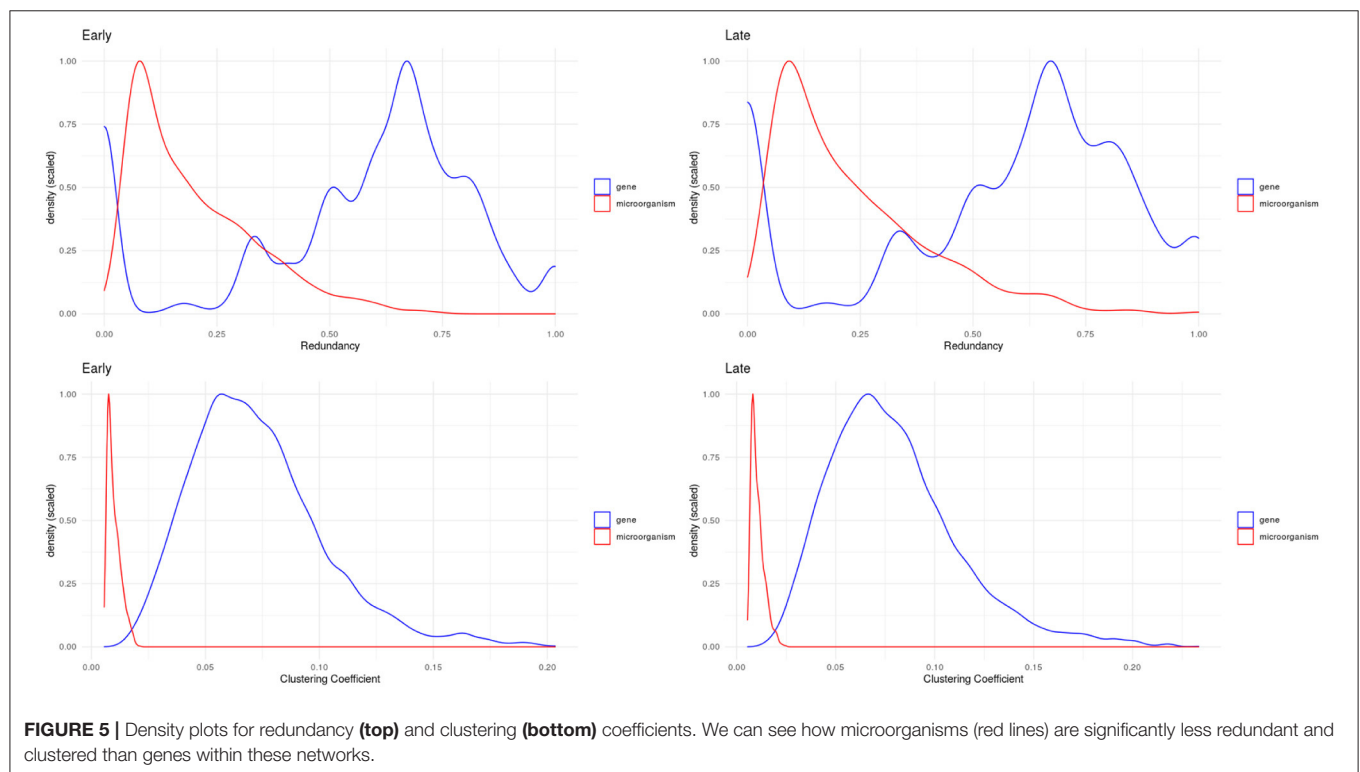 Early
1.00
0.75
0.50
0.25
0.00
density (scaled)
0.00 0.25 0.50 0.75 1.00
Redundancy
gene
microorganism
Late
1.00
0.75
0.50
0.25
0.00
density (scaled)
0.00 0.25 0.50 0.75 1.00
Redundancy
gene
microorganism
Early
1.00
0.75
0.50
0.25
0.00
density (scaled)
0.00 0.05 0.10 0.15 0.20
Clustering Coefficient
gene
microorganism
Late
1.00
0.75
0.50
0.25
0.00
density (scaled)
0.00 0.05 0.10 0.15 0.20
Clustering Coefficient
gene
microorganism
FIGURE 5 | Density plots for redundancy (top) and clustering (bottom) coefficients. We can see how microorganisms (red lines) are significantly less redundant and
clustered than genes within these networks.